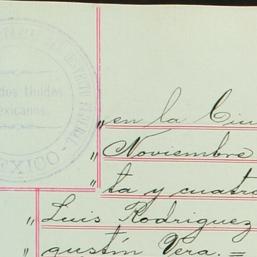 Estados Unidos
Mexicanos.
MEXICO
"en la Ciu
" Noviembre
" ta y cuatro
" Luis Rodriguez
" gustín Vera.=